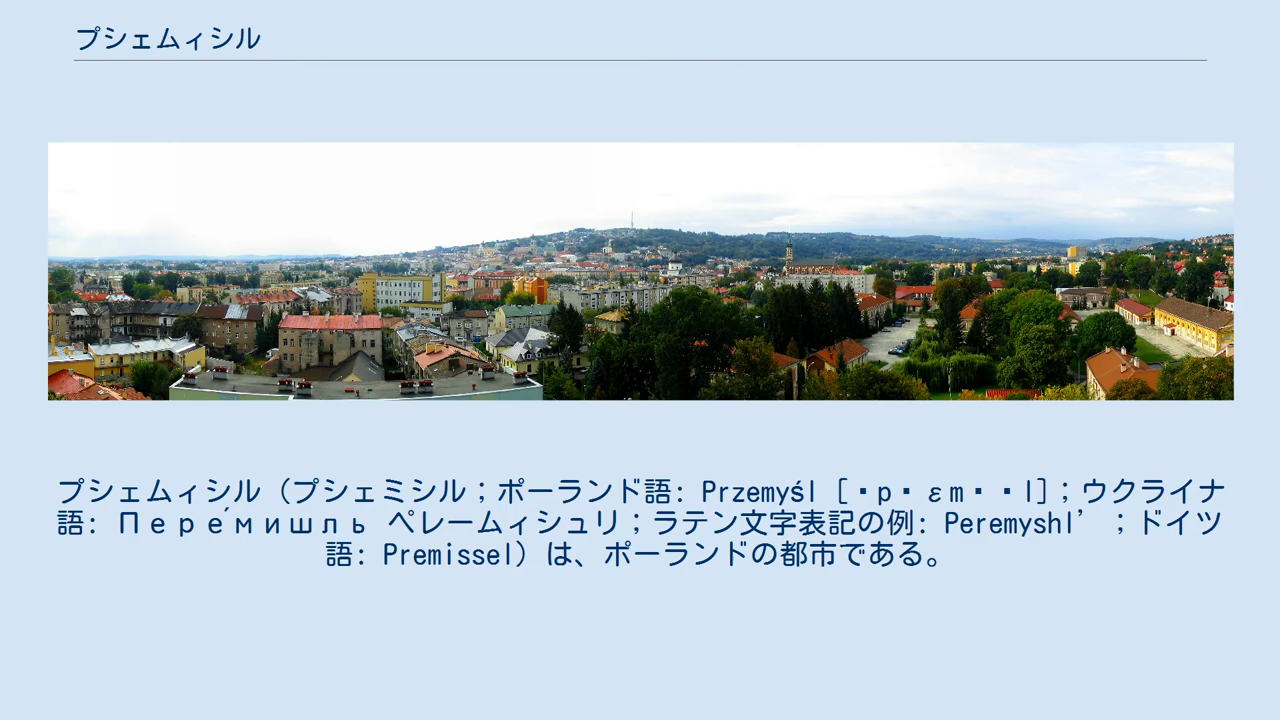 プシェムィシル
プシェムィシル（プシェミシル；ポーランド語: Przemyśl [▪p▪εm▪▪l]；ウクライナ
語: Пере́мишль ペレームィシュリ；ラテン文字表記の例: Peremyshl’；ドイツ
語: Premissel）は、ポーランドの都市である。